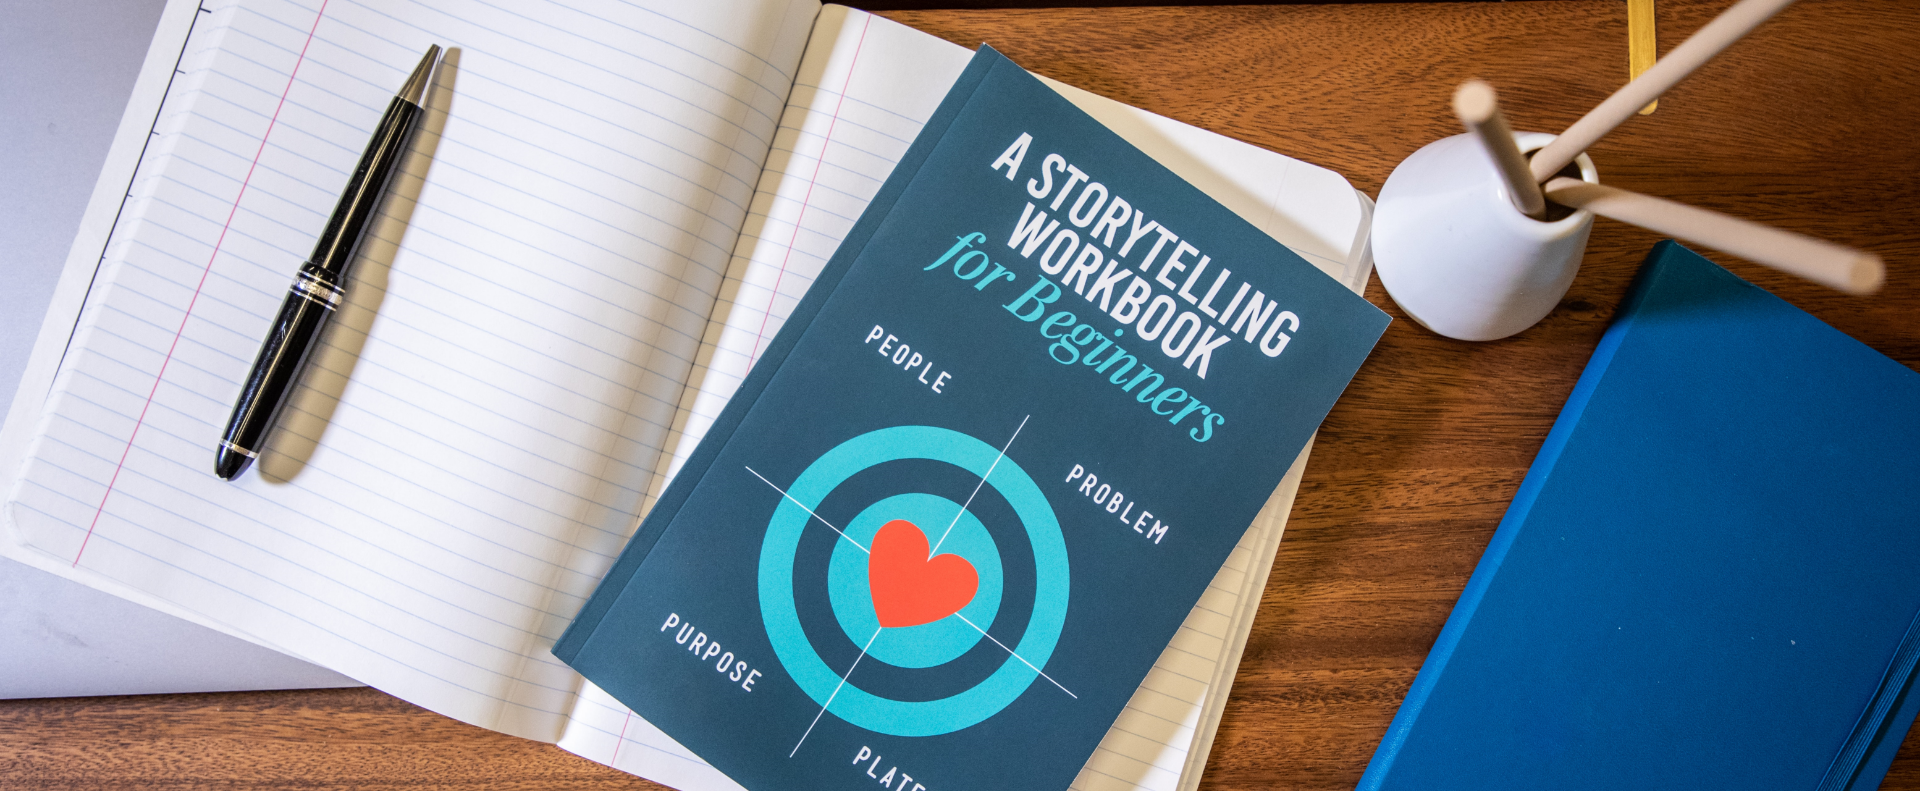 A STORYTELLING
WORKBOOK
for Beginners
PEOPLE
PROBLEM
PURPOSE